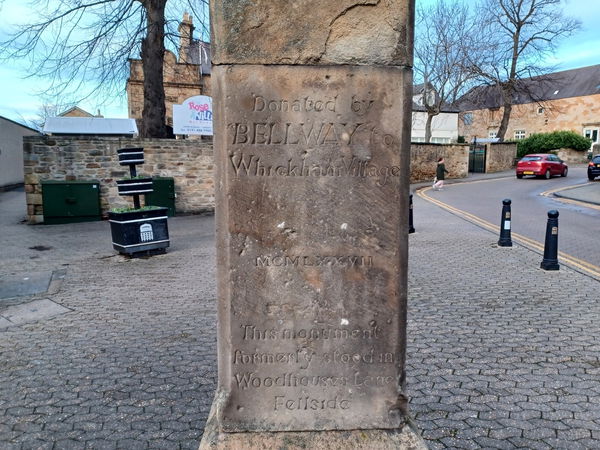 Donated by
BELLWAY to
Whickham Village
MCMLXXXVII
This monument
formerly stood in
Woodhouses Lane
Fellside